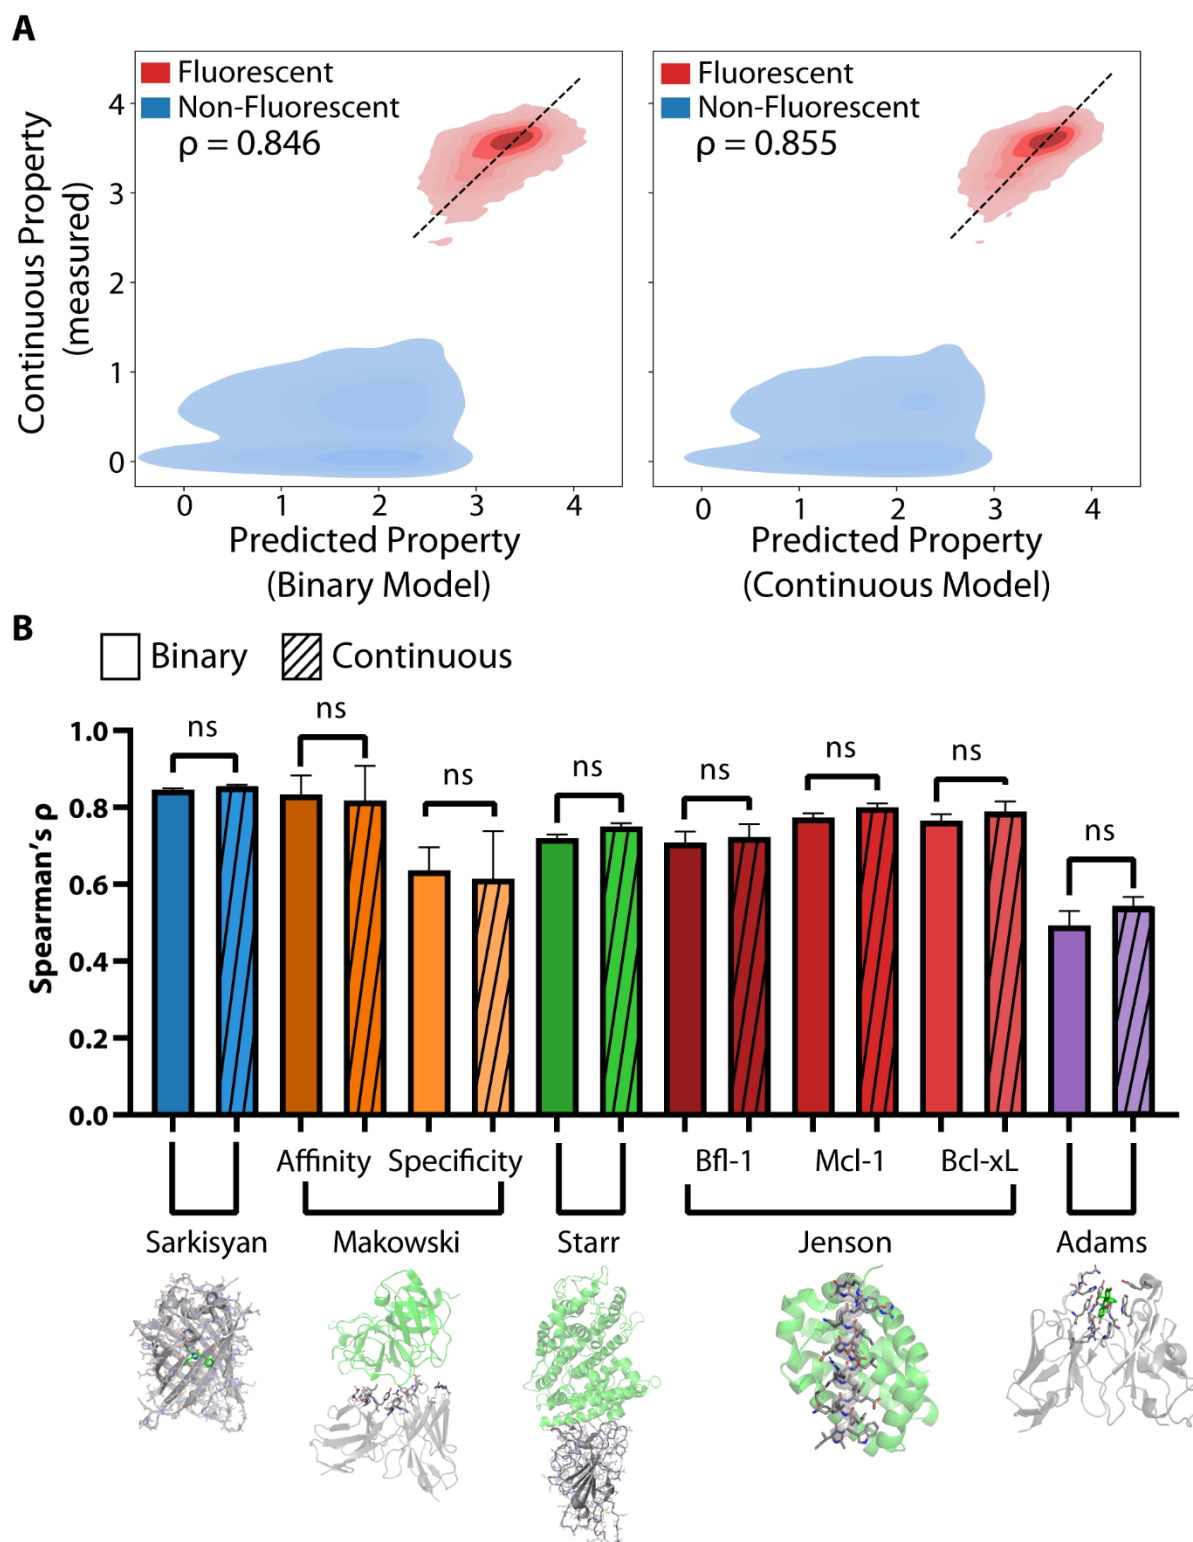 A
Fluorescent
Non-Fluorescent
ρ = 0.846
Fluorescent
Non-Fluorescent
ρ = 0.855
Continuous Property
(measured)
4
3
2
1
0
0 1 2 3 4
0 1 2 3 4
Predicted Property
(Binary Model)
Predicted Property
(Continuous Model)
B
Binary
Continuous
Spearman's ρ
1.0
0.8
0.6
0.4
0.2
0.0
ns
ns
ns
ns
ns
ns
ns
ns
Affinity
Specificity
Bfl-1
Mcl-1
Bcl-xL
Sarkisyan
Makowski
Starr
Jenson
Adams